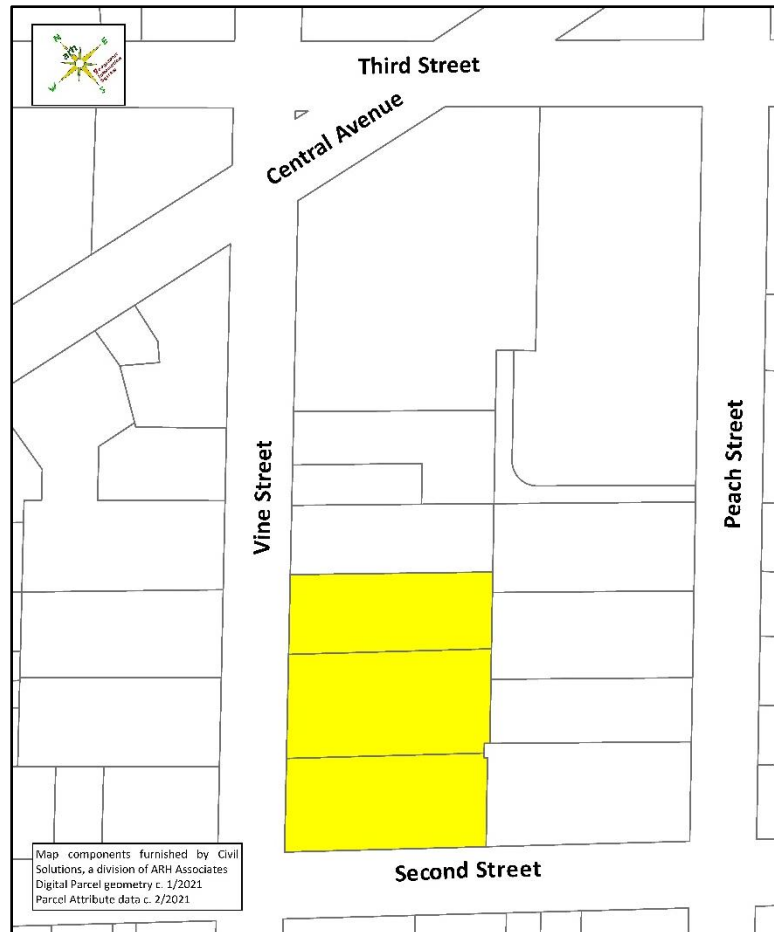 N
E
arh
W
S
Third Street
Central Avenue
Vine Street
Peach Street
Second Street
Map components furnished by Civil
Solutions, a division of ARH Associates
Digital Parcel geometry c. 1/2021
Parcel Attribute data c. 2/2021